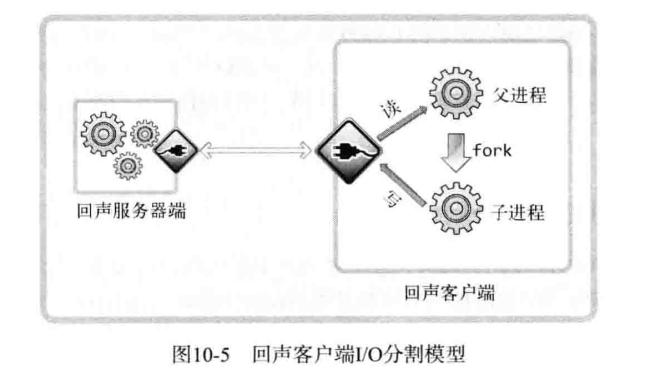 读
父进程
fork
写
子进程
回声服务器端
回声客户端
图10-5 回声客户端I/O分割模型